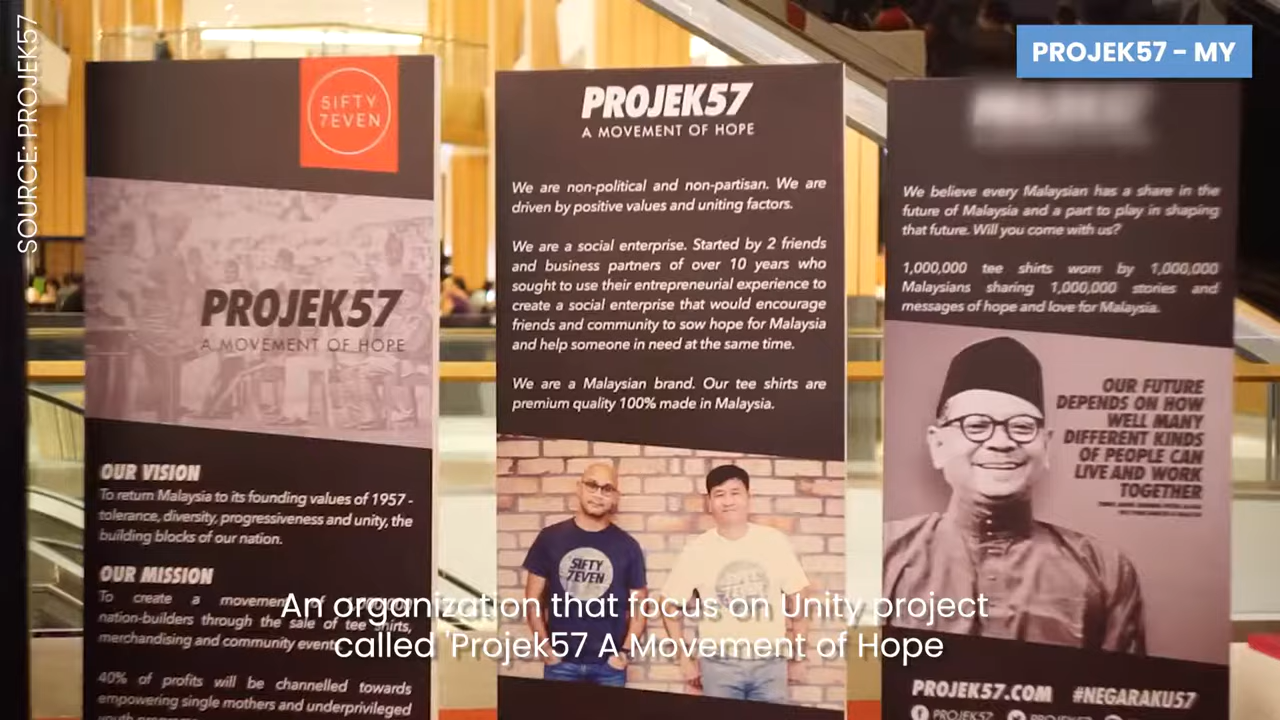 SOURCE: PROJEK57
PROJEK57 - MY
5IFTY
7EVEN
PROJEK57
A MOVEMENT OF HOPE
OUR VISION
To return Malaysia to its founding values of 1957 -
tolerance, diversity, progressiveness and unity, the
building blocks of our nation.
OUR MISSION
To create a movement of
nation-builders through the sale of tee shirts,
merchandising and community events.
40% of profits will be channelled towards
empowering single mothers and underprivileged
PROJEK57
A MOVEMENT OF HOPE
We are non-political and non-partisan. We are
driven by positive values and uniting factors.
We are a social enterprise. Started by 2 friends
and business partners of over 10 years who
sought to use their entrepreneurial experience to
create a social enterprise that would encourage
friends and community to sow hope for Malaysia
and help someone in need at the same time.
We are a Malaysian brand. Our tee shirts are
premium quality 100% made in Malaysia.
5IFTY
7EVEN
We believe every Malaysian has a share in the
future of Malaysia and a part to play in shaping
that future. Will you come with us?
1,000,000 tee shirts worn by 1,000,000
Malaysians sharing 1,000,000 stories and
messages of hope and love for Malaysia.
OUR FUTURE
DEPENDS ON HOW
WELL MANY
DIFFERENT KINDS
OF PEOPLE CAN
LIVE AND WORK
TOGETHER
PROJEK57.COM #NEGARAKU57
PROJEK57
An organization that focus on Unity project
called 'Projek57 A Movement of Hope